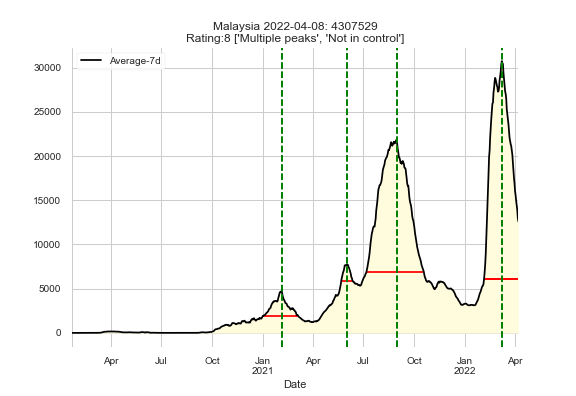 Malaysia 2022-04-08: 4307529
Rating:8 ['Multiple peaks', 'Not in control']
Average-7d
30000
25000
20000
15000
10000
5000
0
Apr Jul Oct Jan Apr Jul Oct Jan Apr
2021 2022
Date